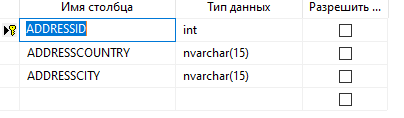 Имя столбца Тип данных Разрешить ...
ADDRESSID int
ADDRESSCOUNTRY nvarchar(15)
ADDRESSCITY nvarchar(15)